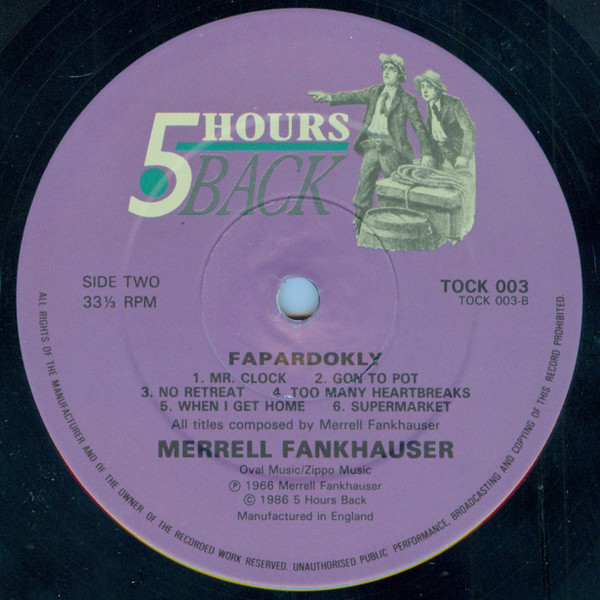 5 HOURS
BACK
SIDE TWO
33⅓ RPM
TOCK 003
TOCK 003-B
FAPARDOKLY
1. MR. CLOCK 2. GON TO POT
3. NO RETREAT 4. TOO MANY HEARTBREAKS
5. WHEN I GET HOME 6. SUPERMARKET
All titles composed by Merrell Fankhauser
MERRELL FANKHAUSER
Oval Music/Zippo Music
Ⓟ 1966 Merrell Fankhauser
© 1986 5 Hours Back
Manufactured in England
ALL RIGHTS OF THE MANUFACTURER AND OF THE OWNER OF THE RECORDED WORK RESERVED. UNAUTHORISED PUBLIC PERFORMANCE, BROADCASTING AND COPYING OF THIS RECORD PROHIBITED.